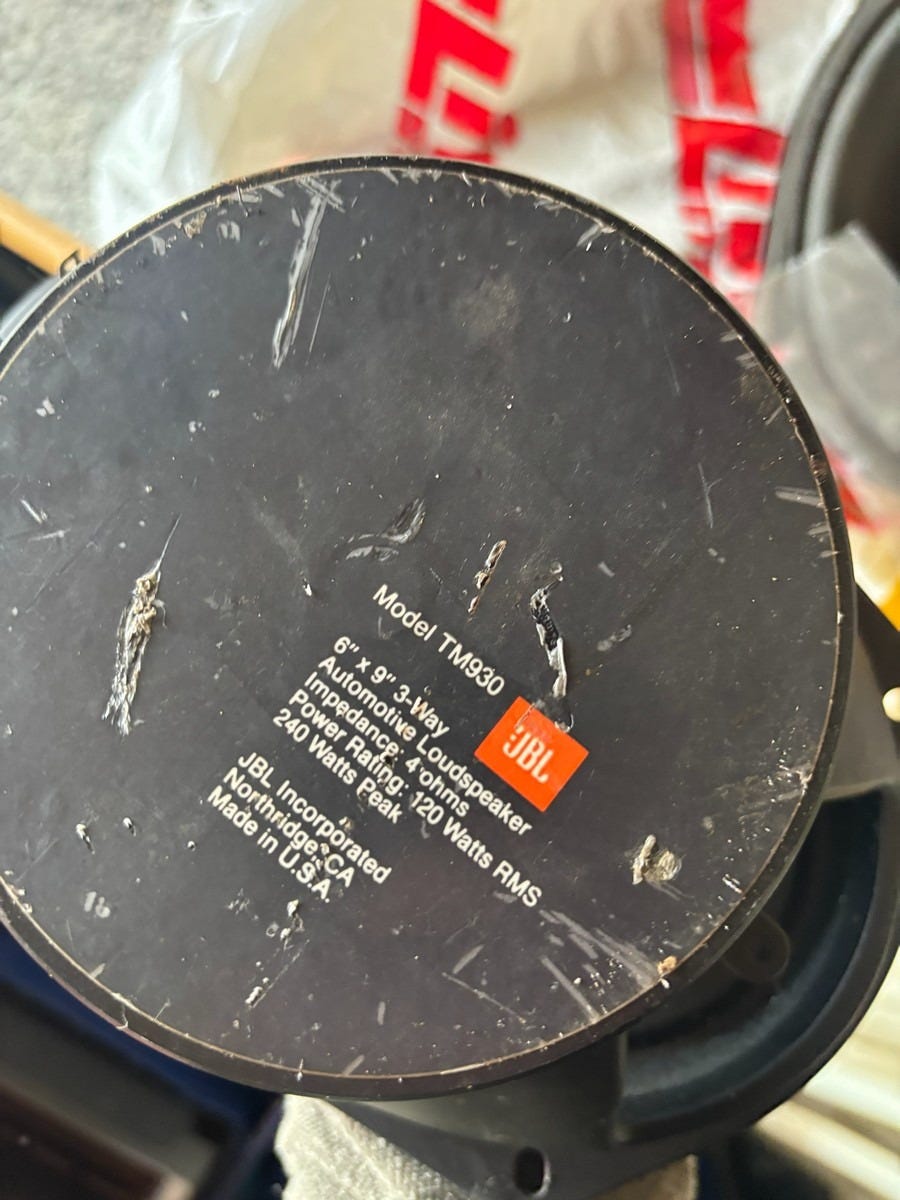 Model TM930
6" x 9" 3-Way
Automotive Loudspeaker
Impedance: 4 ohms
Power Rating: 120 Watts RMS
240 Watts Peak
JBL
JBL Incorporated
Northridge, CA
Made in U.S.A.